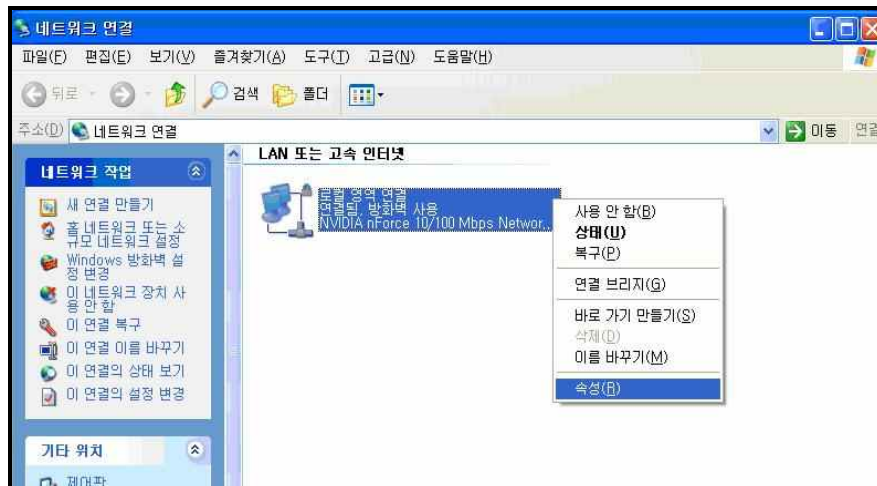 네트워크 연결
파일(F) 편집(E) 보기(V) 즐겨찾기(A) 도구(T) 고급(N) 도움말(H)
뒤로 검색 폴더
주소(D) 네트워크 연결 이동 연결
네트워크 작업
새 연결 만들기
홈 네트워크 또는 소
규모 네트워크 설정
Windows 방화벽 설
정 변경
이 네트워크 장치 사
용 안 함
이 연결 복구
이 연결 이름 바꾸기
이 연결의 상태 보기
이 연결의 설정 변경
기타 위치
제어판
LAN 또는 고속 인터넷
로컬 영역 연결
연결됨, 방화벽 사용
NVIDIA nForce 10/100 Mbps Networ...
사용 안 함(B)
상태(U)
복구(P)
연결 브리지(G)
바로 가기 만들기(S)
삭제(D)
이름 바꾸기(M)
속성(R)